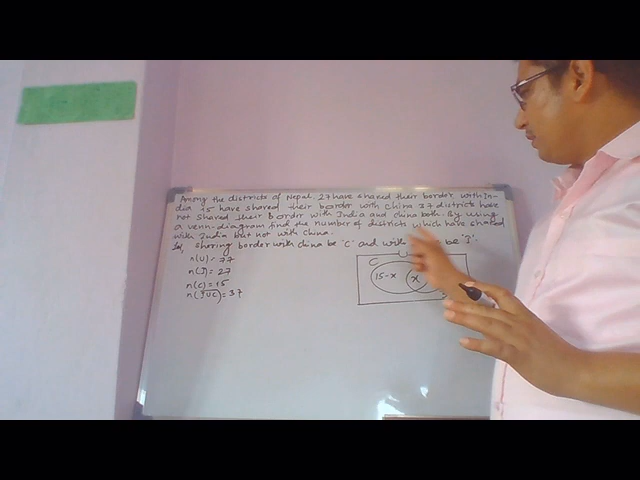 Among the districts of Nepal, 27 have shared their border with In-
dia 15 have shared their border with China 37 districts have
not shared their border with India and China both. By using
a venn-diagram find the number of districts which have shared
with India but not with China.
Sol, sharing border with china be 'C' and with be 'I'.
n(U) = 77
n(I) = 27
n(C) = 15
n(IUC) = 37
U
C
15-x x